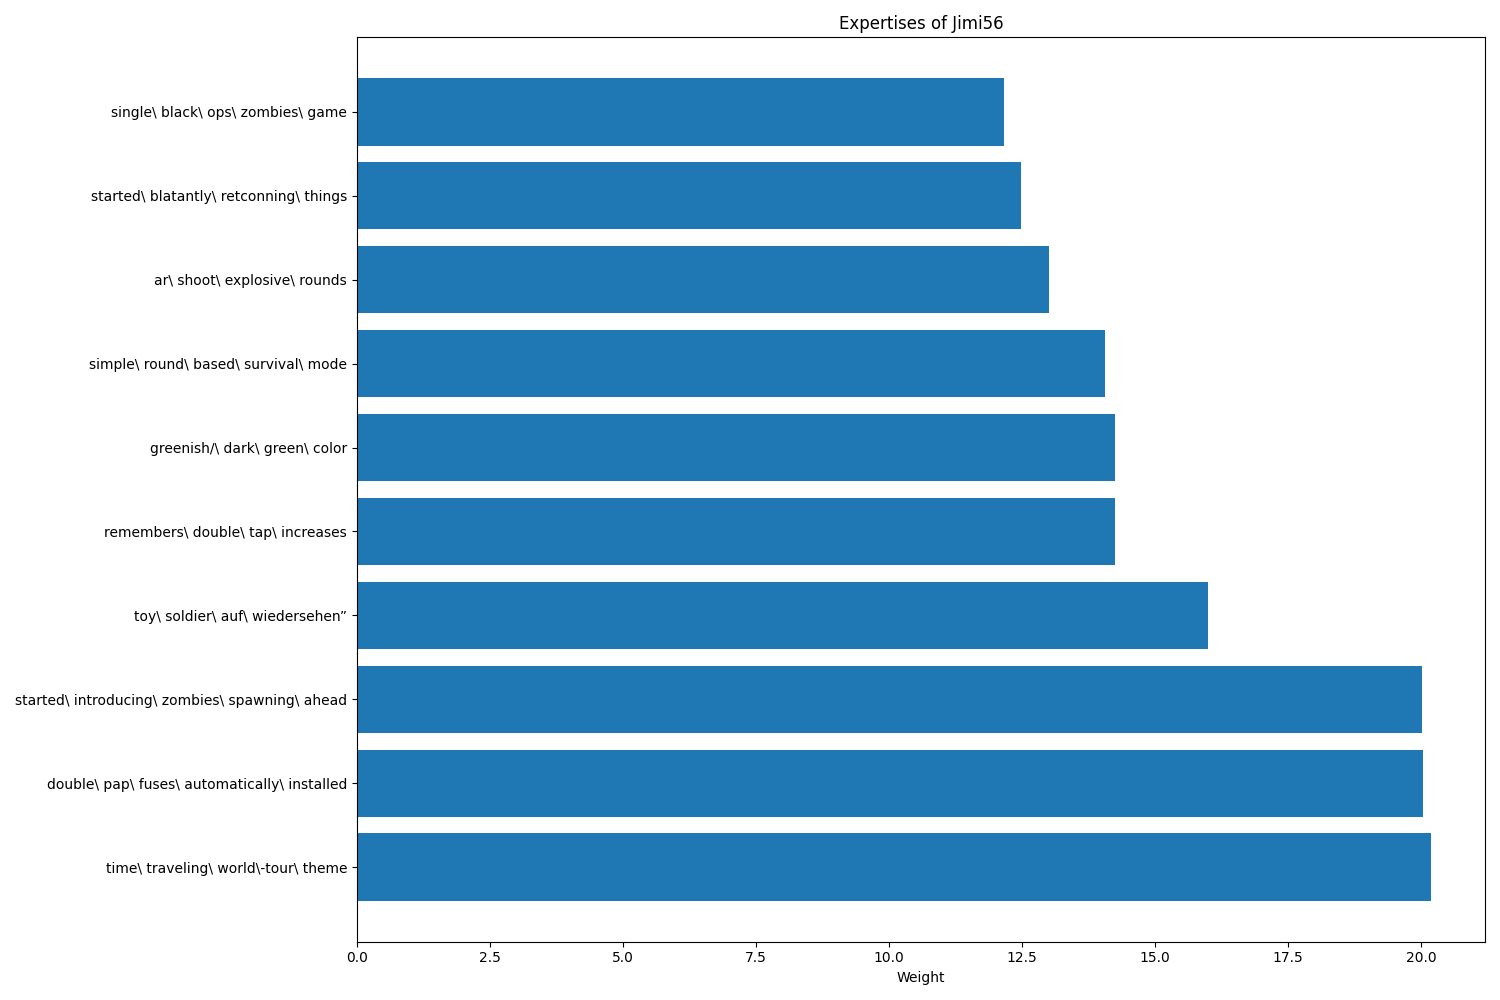 Expertises of Jimi56
single\ black\ ops\ zombies\ game
started\ blatantly\ retconning\ things
ar\ shoot\ explosive\ rounds
simple\ round\ based\ survival\ mode
greenish/\ dark\ green\ color
remembers\ double\ tap\ increases
toy\ soldier\ auf\ wiedersehen”
started\ introducing\ zombies\ spawning\ ahead
double\ pap\ fuses\ automatically\ installed
time\ traveling\ world\-tour\ theme
0.0 2.5 5.0 7.5 10.0 12.5 15.0 17.5 20.0
Weight